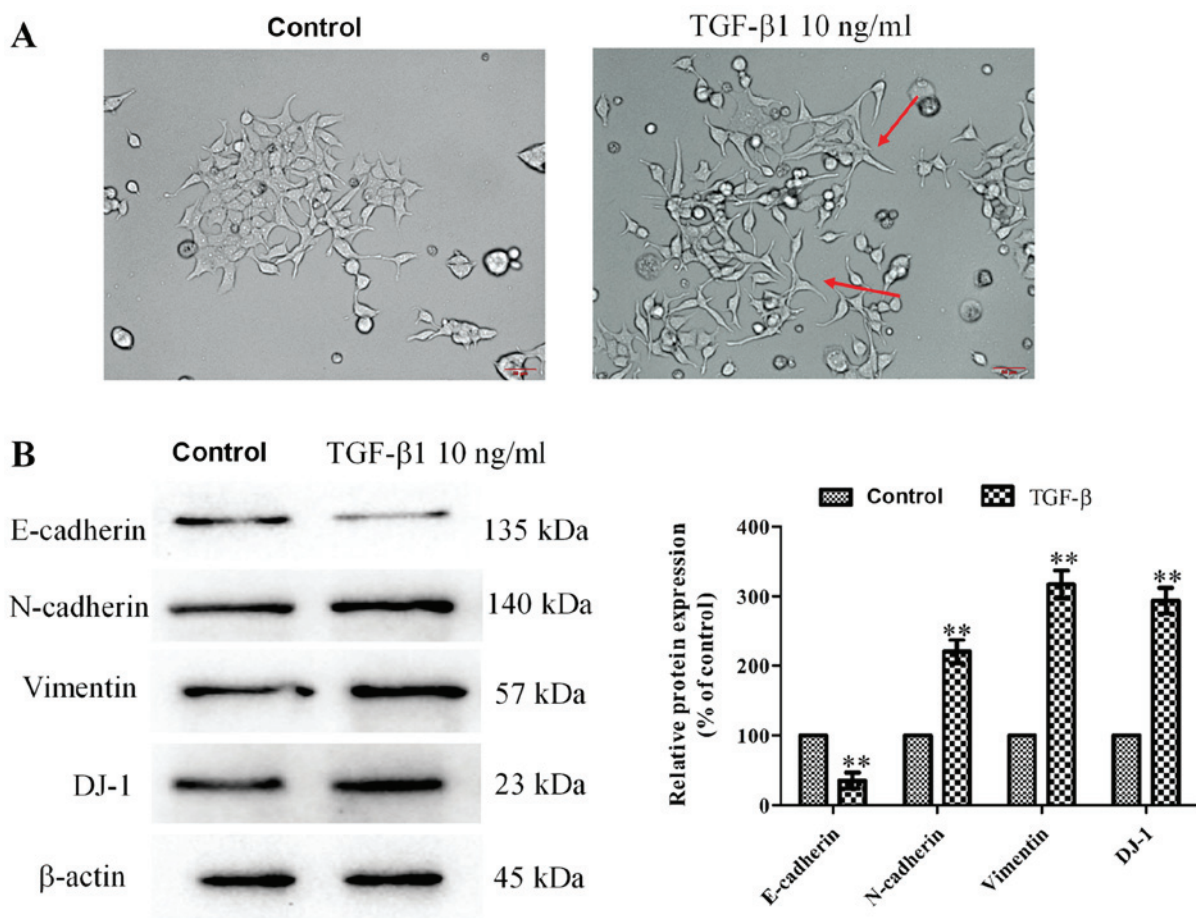 A
Control
TGF-β1 10 ng/ml
B
Control
TGF-β1 10 ng/ml
E-cadherin
135 kDa
N-cadherin
140 kDa
Vimentin
57 kDa
DJ-1
23 kDa
β-actin
45 kDa
Control
TGF-β
Relative protein expression
(% of control)
400
300
200
100
0
**
**
**
**
E-cadherin
N-cadherin
Vimentin
DJ-1